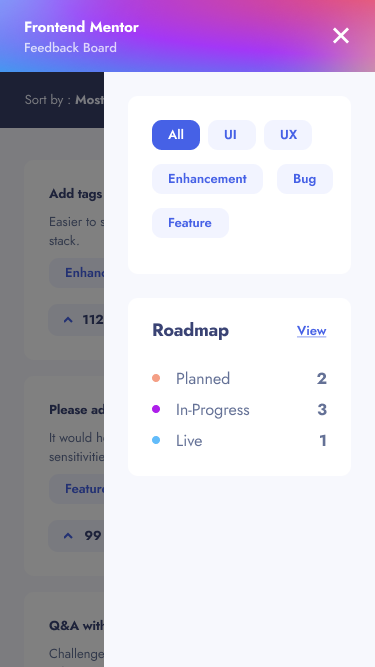 Frontend Mentor
Feedback Board
Sort by : Most
All UI UX
Enhancement Bug
Feature
Roadmap View
Planned 2
In-Progress 3
Live 1
Add tags
Easier to s
stack.
Enhanc
112
Please ad
It would he
sensitivitie
Feature
99
Q&A with
Challenge